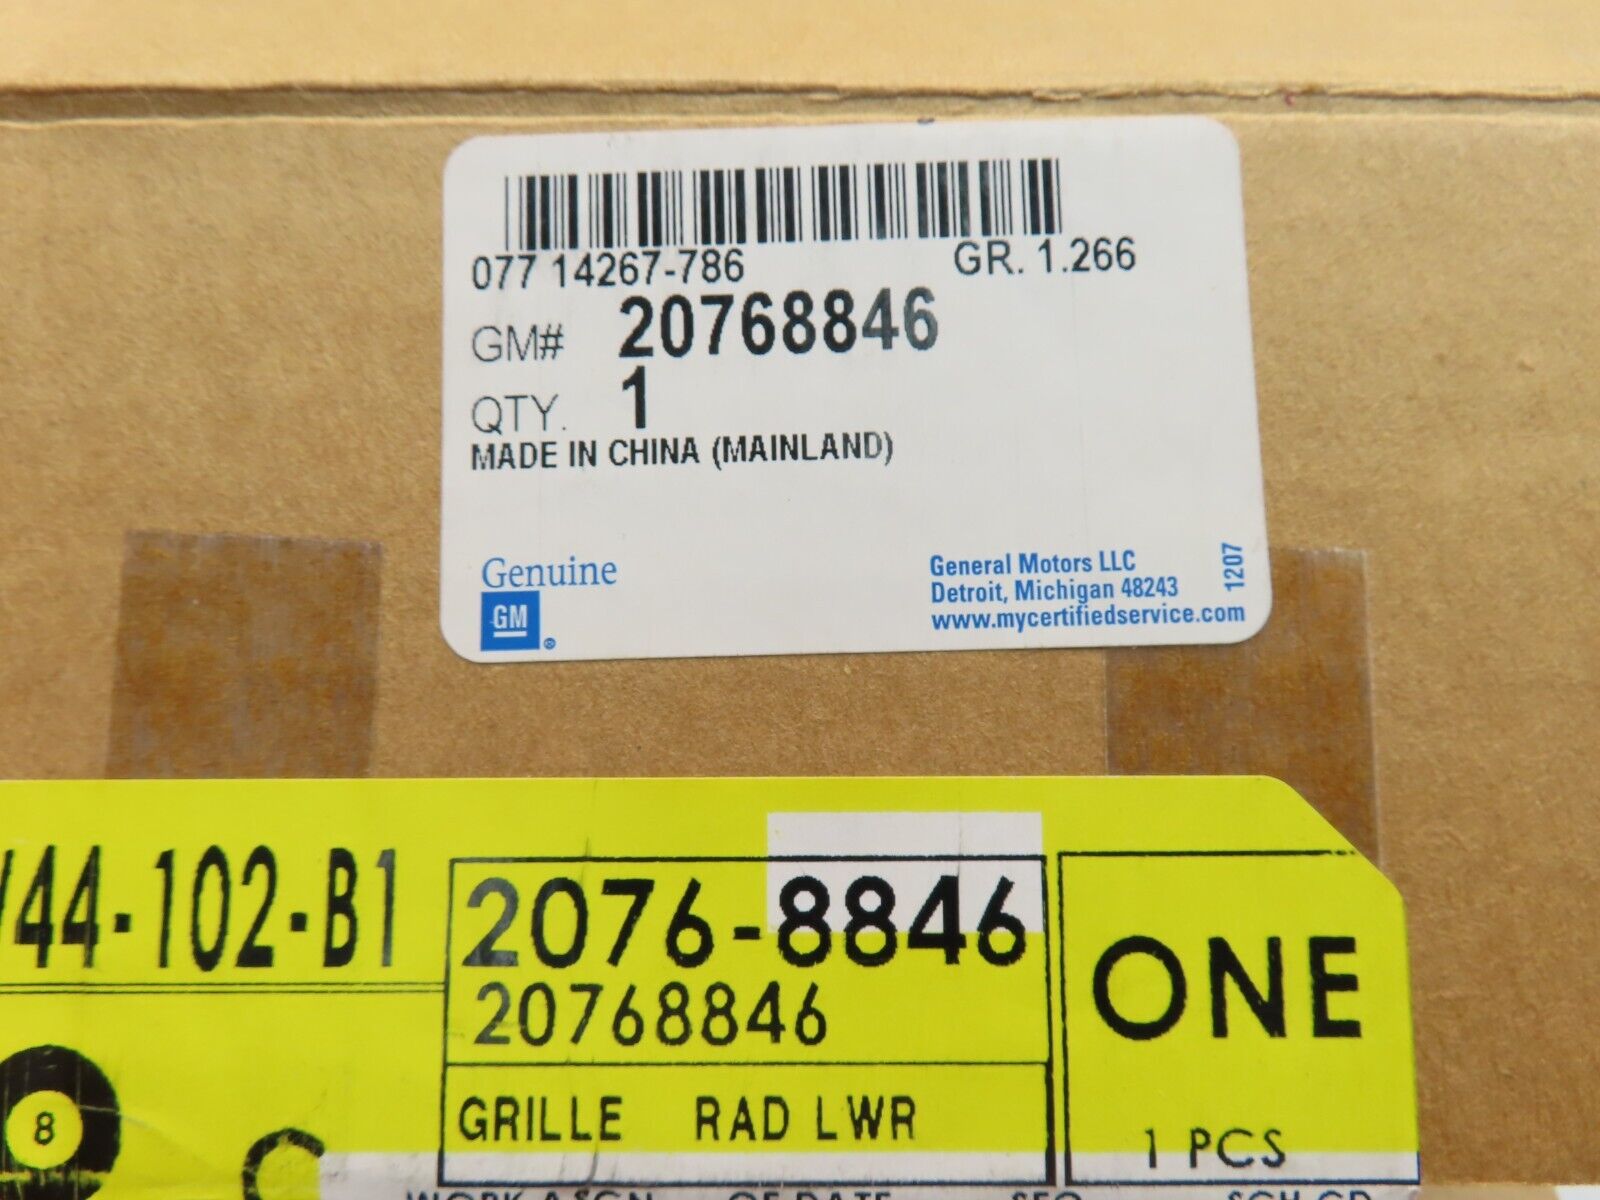 077 14267-786 GR. 1.266
GM# 20768846
QTY. 1
MADE IN CHINA (MAINLAND)
Genuine
GM
General Motors LLC
Detroit, Michigan 48243
www.mycertifiedservice.com
1207
44-102-B1
2076-8846
20768846
ONE
GRILLE RAD LWR
1 PCS
8